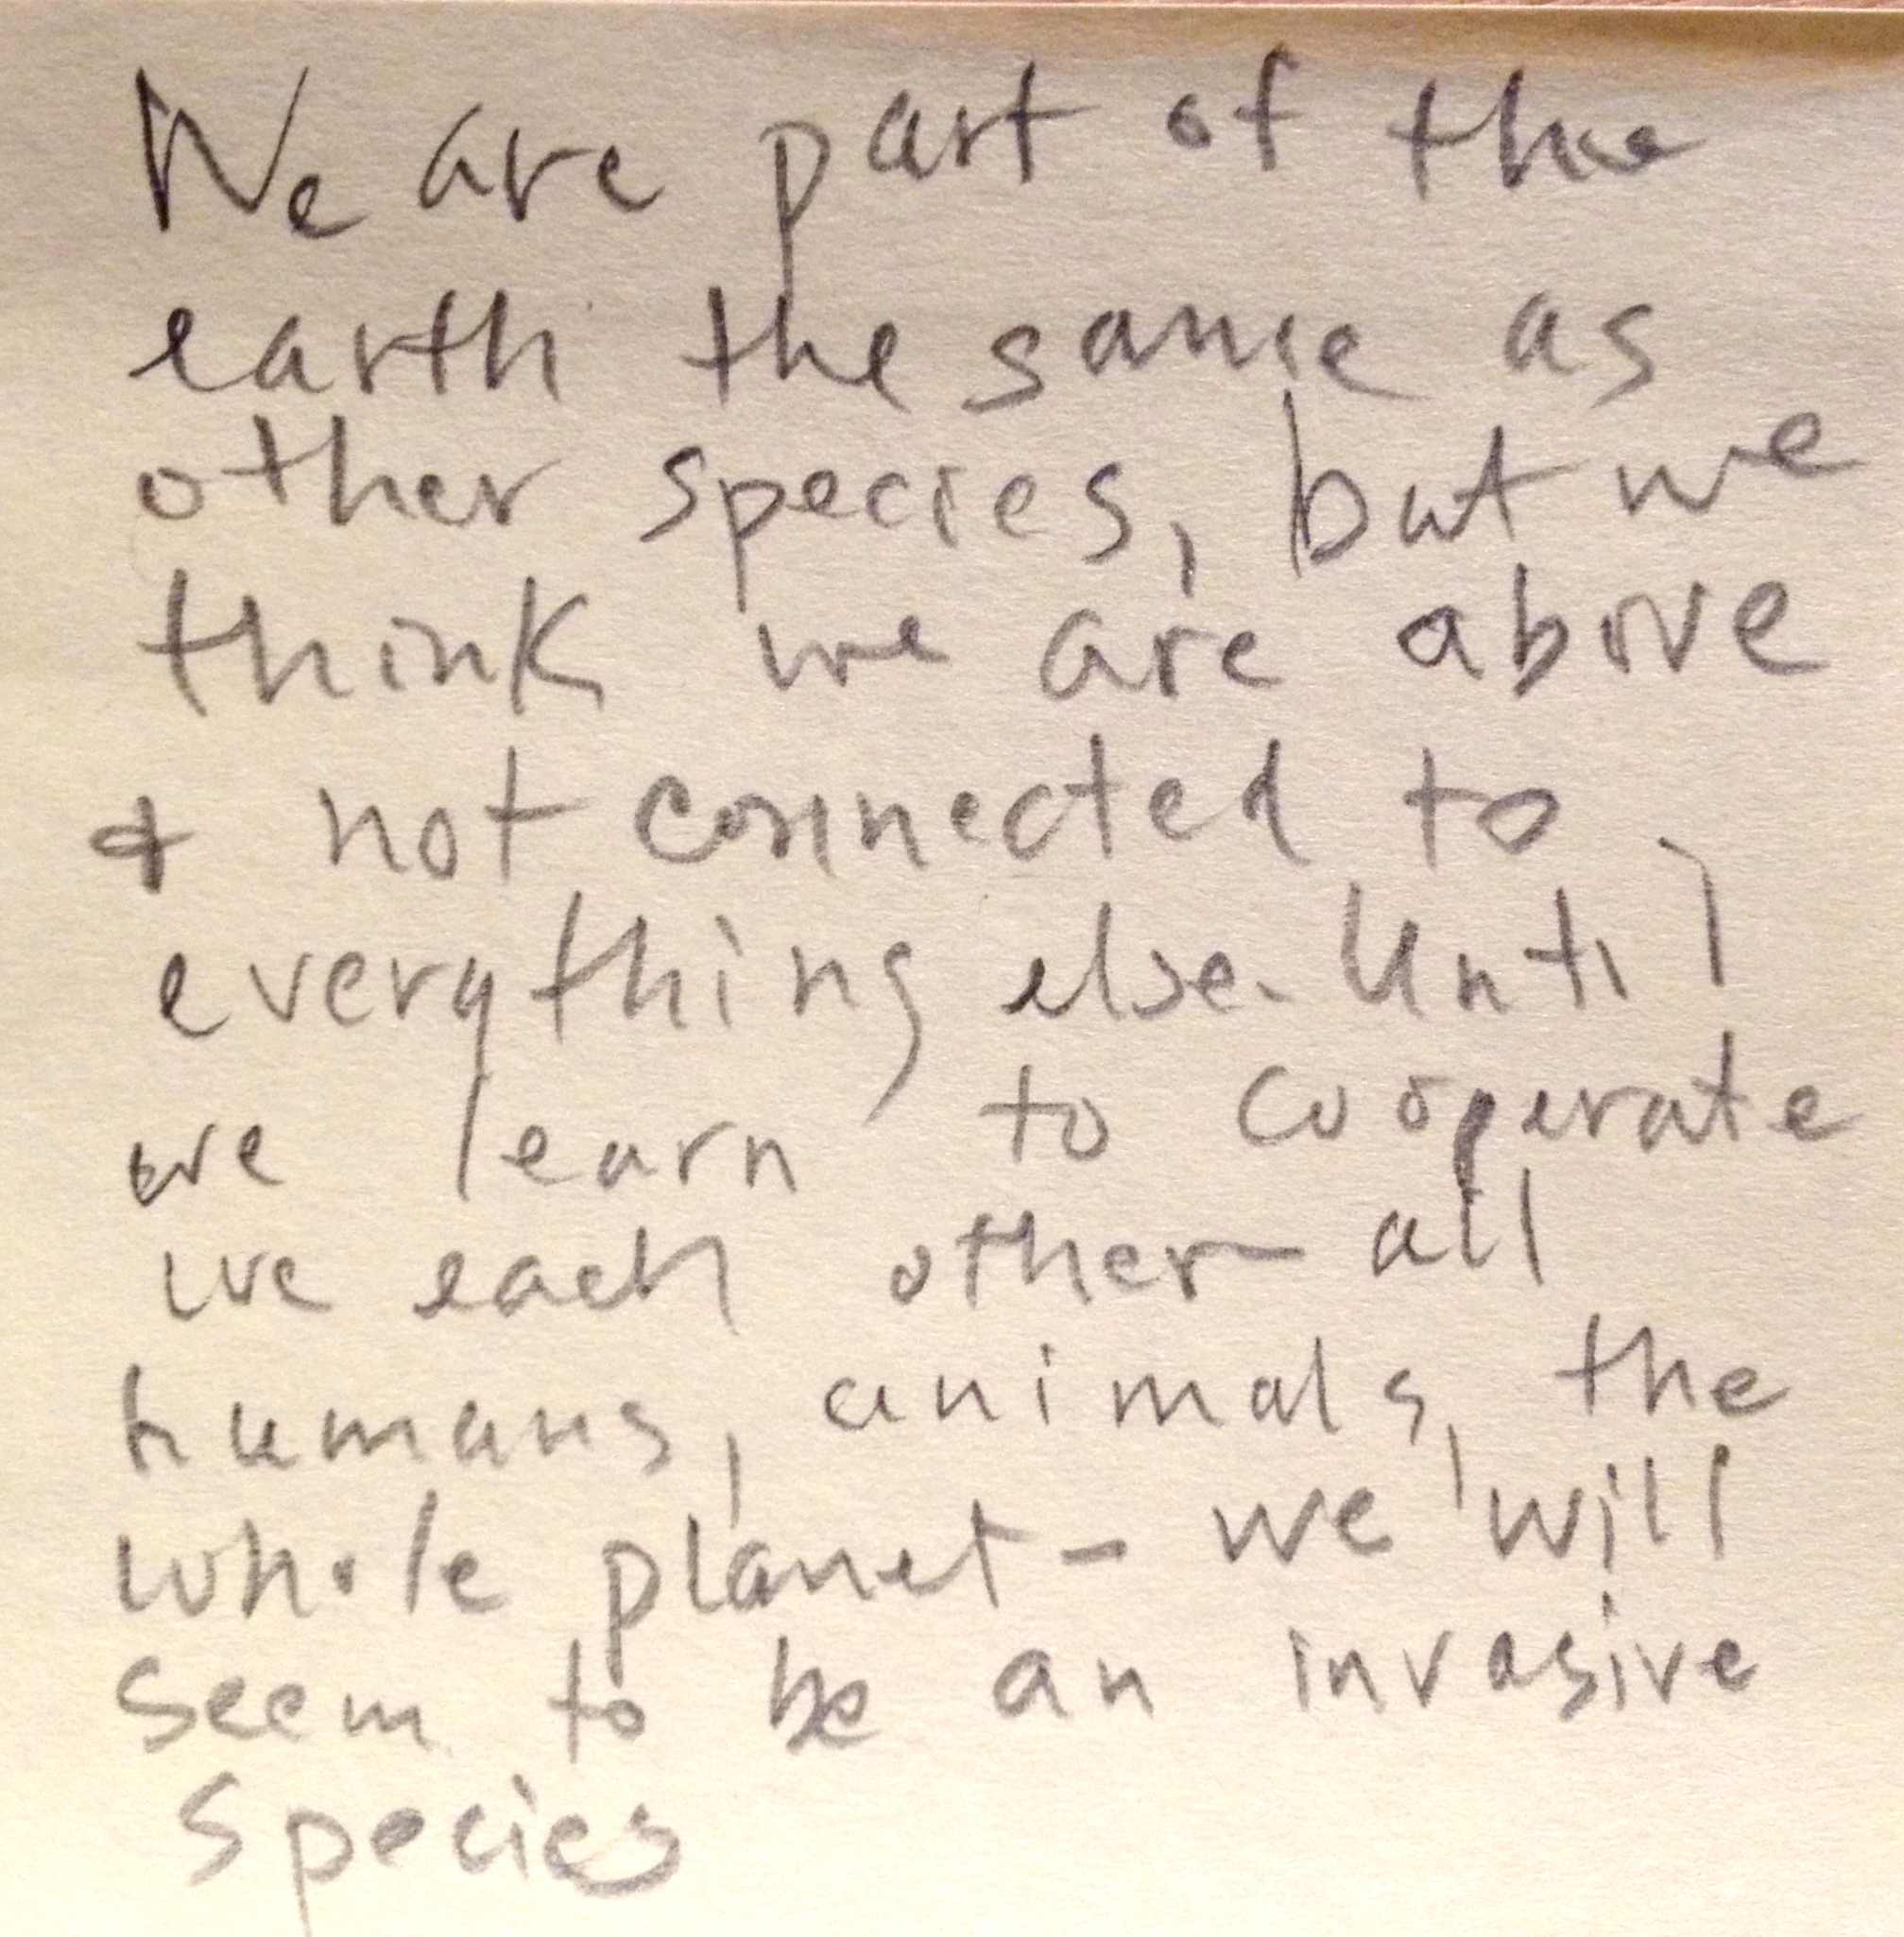 We are part of the
earth the same as
other species, but we
think we are above
& not connected to
everything else. Until
we learn to cooperate
we each other - all
humans, animals, the
whole planet - we will
seem to be an invasive
species